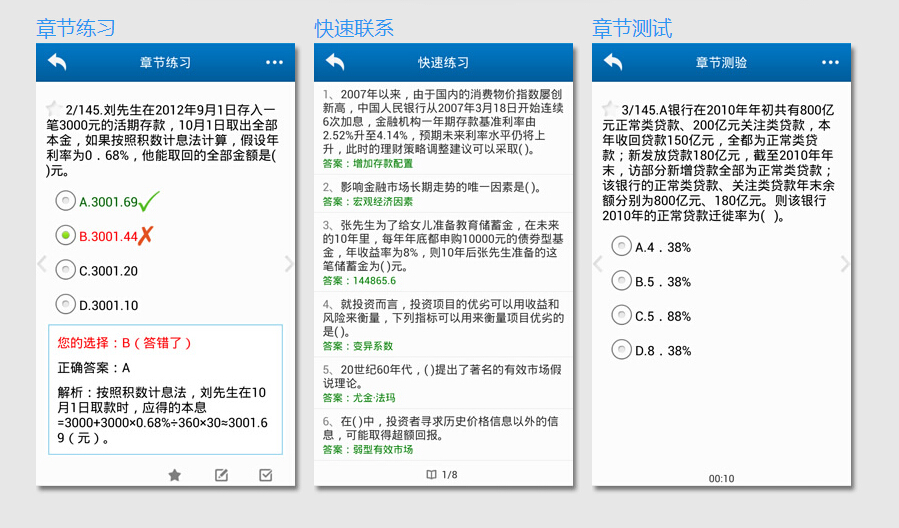 章节练习
章节练习
2/145.刘先生在2012年9月1日存入一
笔3000元的活期存款，10月1日取出全部
本金，如果按照积数计息法计算，假设年
利率为0．68%，他能取回的全部金额是(
)元。
A.3001.69
B.3001.44
C.3001.20
D.3001.10
您的选择：B（答错了）
正确答案：A
解析：按照积数计息法，刘先生在10
月1日取款时，应得的本息
=3000+3000×0.68%÷360×30≈3001.6
9（元）。
快速联系
快速练习
1、2007年以来，由于国内的消费物价指数屡创
新高，中国人民银行从2007年3月18日开始连续
6次加息，金融机构一年期存款基准利率由
2.52%升至4.14%，预期未来利率水平仍将上
升，此时的理财策略调整建议可以采取()。
答案：增加存款配置
2、影响金融市场长期走势的唯一因素是()。
答案：宏观经济因素
3、张先生为了给女儿准备教育储蓄金，在未来
的10年里，每年年底都申购10000元的债券型基
金，年收益率为8%，则10年后张先生准备的这
笔储蓄金为()元。
答案：144865.6
4、就投资而言，投资项目的优劣可以用收益和
风险来衡量，下列指标可以用来衡量项目优劣的
是()。
答案：变异系数
5、20世纪60年代，()提出了著名的有效市场假
说理论。
答案：尤金·法玛
6、在()中，投资者寻求历史价格信息以外的信
息，可能取得超额回报。
答案：弱型有效市场
1/8
章节测试
章节测验
3/145.A银行在2010年年初共有800亿
元正常类贷款、200亿元关注类贷款，本
年收回贷款150亿元，全都为正常类贷
款；新发放贷款180亿元，截至2010年年
末，访部分新增贷款全部为正常类贷款；
该银行的正常类贷款、关注类贷款年末余
额分别为800亿元、180亿元。则该银行
2010年的正常贷款迁徙率为( )。
A.4．38%
B.5．38%
C.5．88%
D.8．38%
00:10